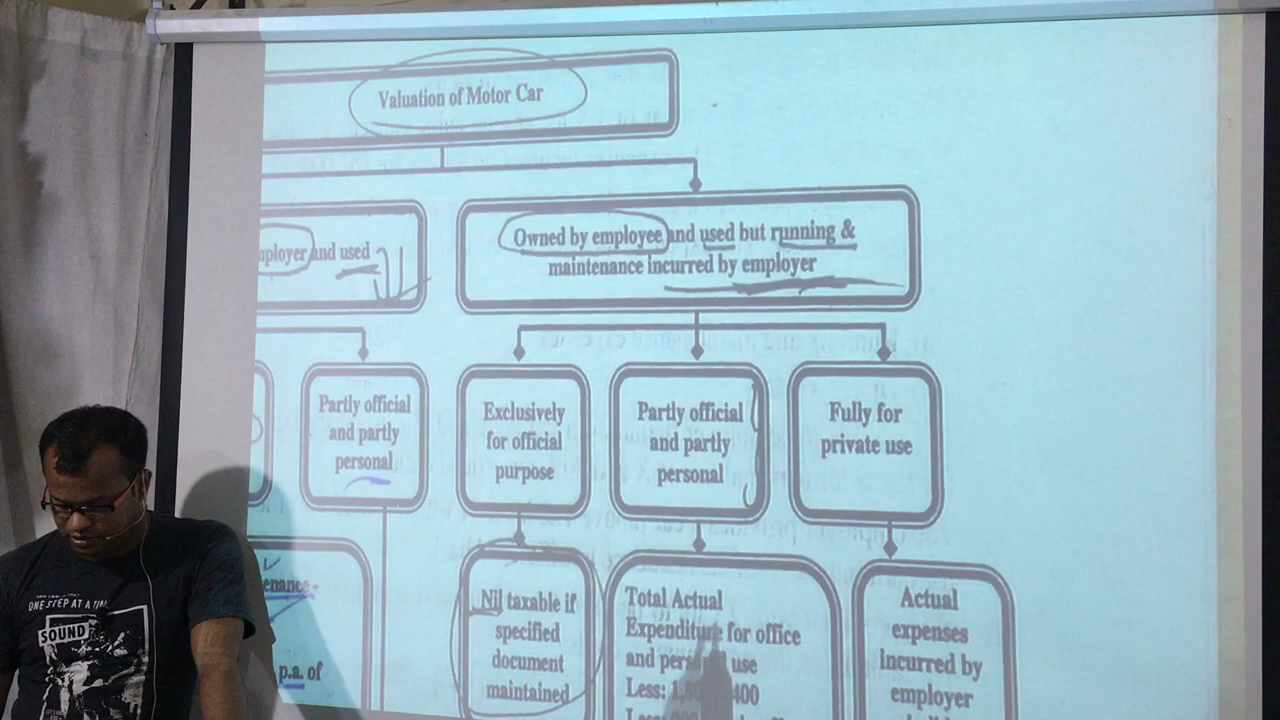 Valuation of Motor Car
and used
Owned by employee and used but running &
maintenance incurred by employer
Partly official
and partly
personal
Exclusively
for official
purpose
Partly official
and partly
personal
Fully for
private use
enance -
p.a. of
Nil taxable if
specified
document
maintained
Total Actual
Expenditure for office
and personal use
Less:
Actual
expenses
incurred by
employer
ONE STEP AT A TIME
SOUND